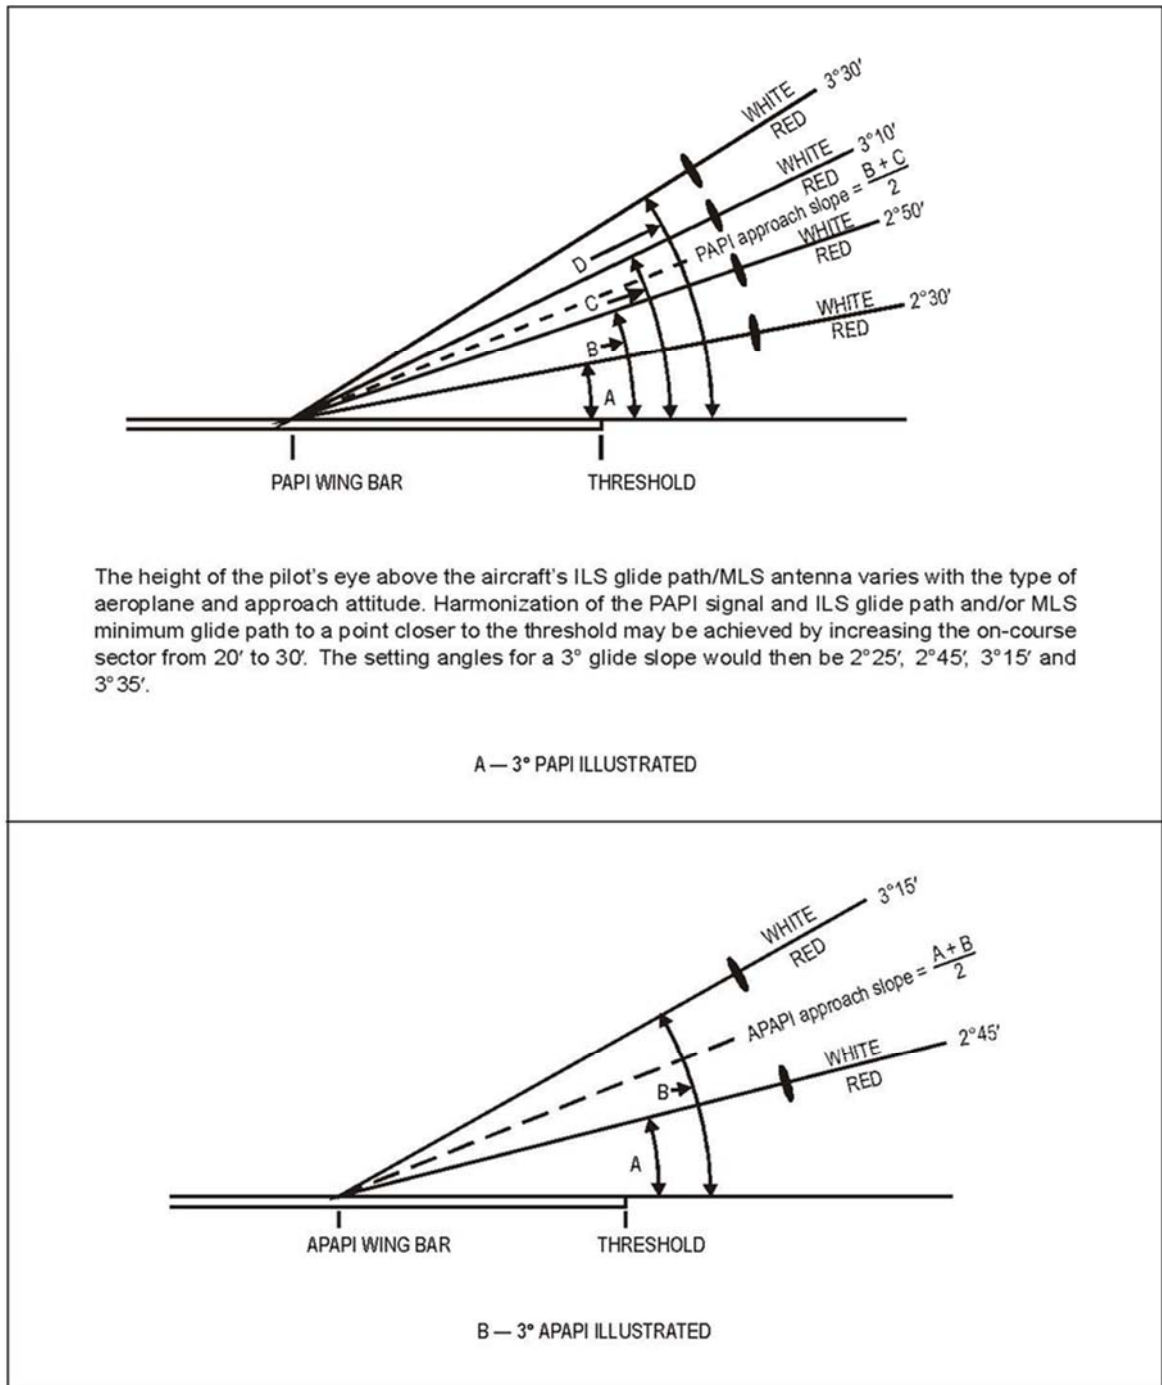 WHITE 3°30′
RED
WHITE 3°10′
RED
PAPI approach slope = B + C
2
WHITE 2°50′
RED
WHITE 2°30′
RED
D
C
B
A
PAPI WING BAR THRESHOLD
The height of the pilot's eye above the aircraft's ILS glide path/MLS antenna varies with the type of
aeroplane and approach attitude. Harmonization of the PAPI signal and ILS glide path and/or MLS
minimum glide path to a point closer to the threshold may be achieved by increasing the on-course
sector from 20′ to 30′. The setting angles for a 3° glide slope would then be 2°25′, 2°45′, 3°15′ and
3°35′.
A — 3° PAPI ILLUSTRATED
WHITE 3°15′
RED
APAPI approach slope = A + B
2
WHITE 2°45′
RED
B
A
APAPI WING BAR THRESHOLD
B — 3° APAPI ILLUSTRATED